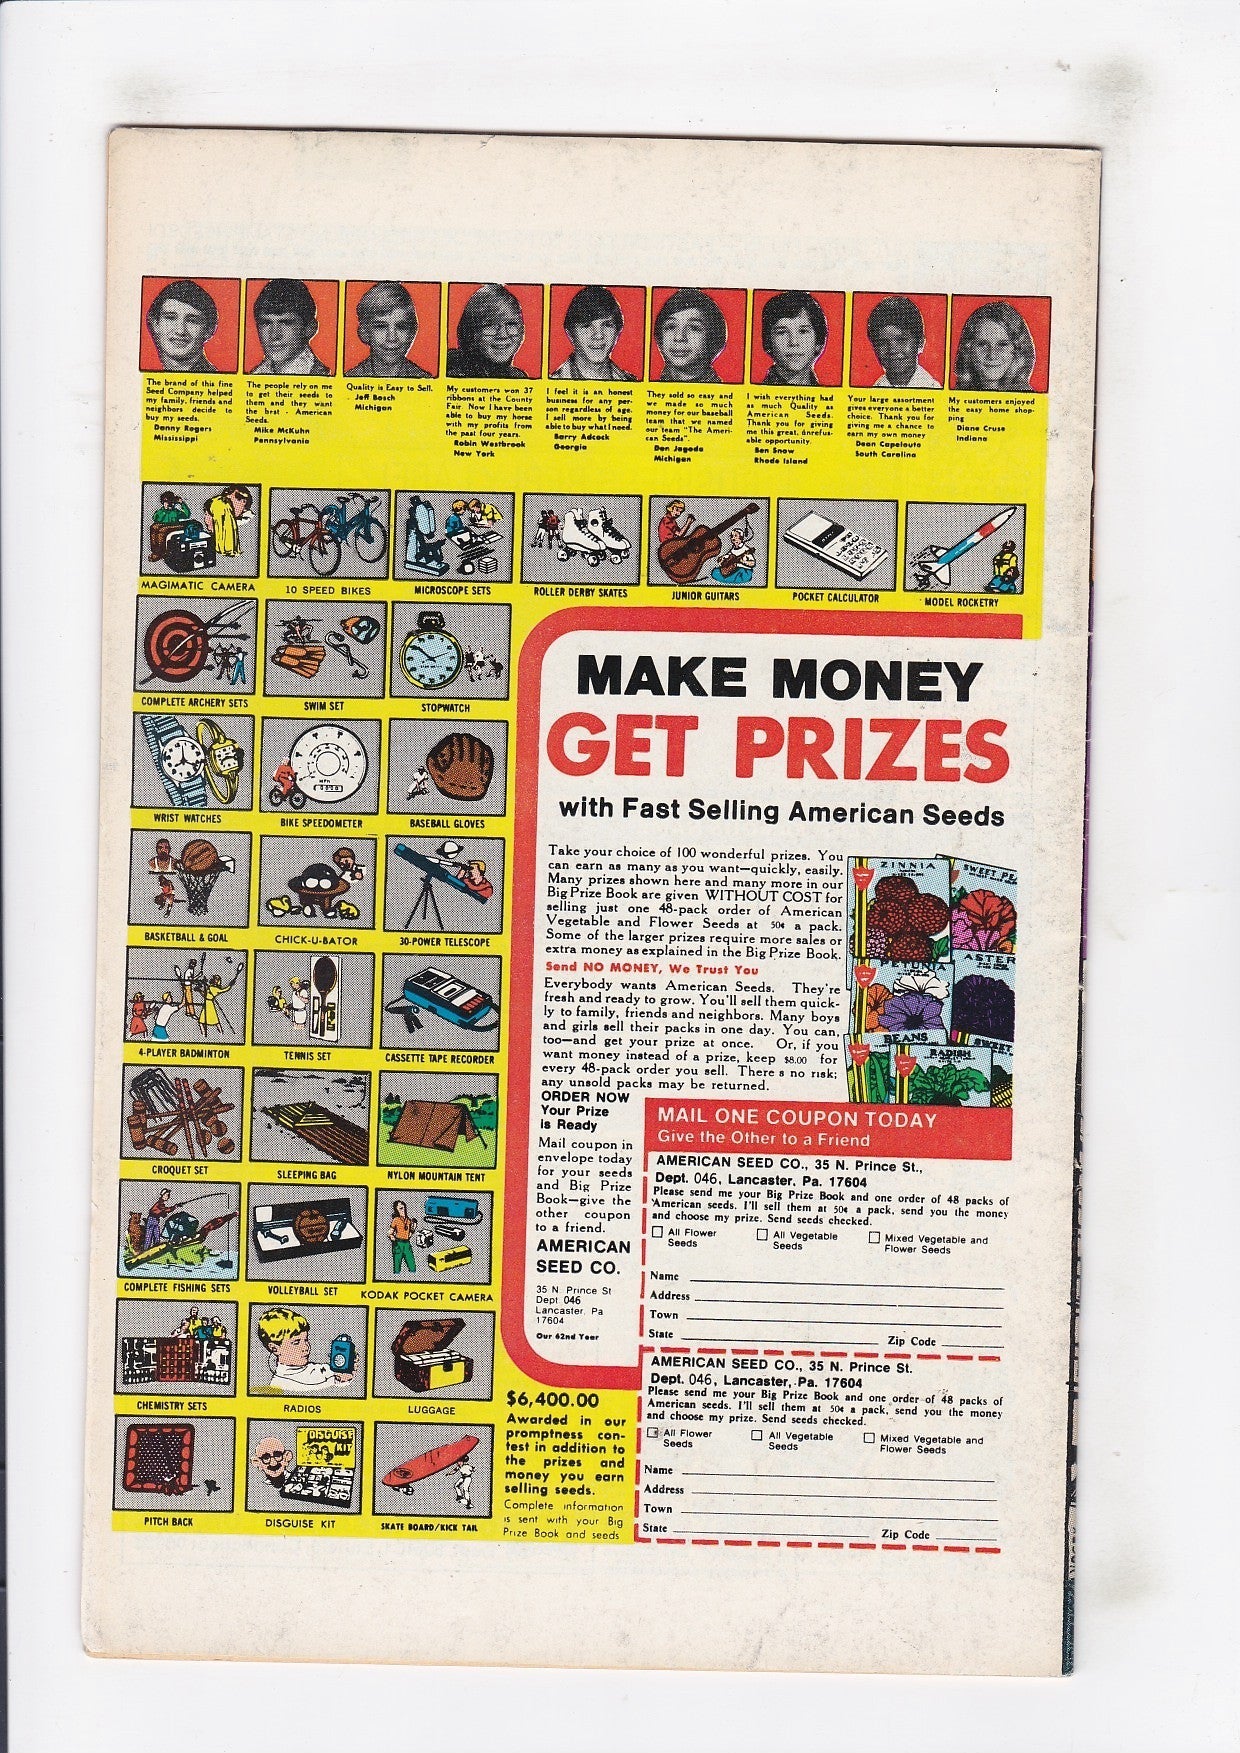 The brand of this fine
Seed Company helped
my family, friends and
neighbors decide to
buy my seeds.
Danny Rogers
Mississippi
The people rely on me
to get their seeds to
them and they want
the best - American
Seeds.
Mike McKuhn
Pennsylvania
Quality is Easy to Sell.
Jeff Bosch
Michigan
My customers won 37
ribbons at the County
Fair. Now I have been
able to buy my horse
with my profits from
the past four years.
Robin Westbrook
New York
I feel it is an honest
business for any per-
son regardless of age.
I sell more by being
able to buy what I need.
Barry Adcock
Georgia
They sold so easy and
we made so much
money for our baseball
team that we named
our team "The Ameri-
can Seeds".
Don Jagoda
Michigan
I wish everything had
as much Quality as
American Seeds.
Thank you for giving
me this great, unrefus-
able opportunity.
Ben Snow
Rhode Island
Your large assortment
gives everyone a better
choice. Thank you for
giving me a chance to
earn my own money
Dean Capelouto
South Carolina
My customers enjoyed
the easy home shop-
ping
Diane Cruse
Indiana
MAGIMATIC CAMERA
10 SPEED BIKES
MICROSCOPE SETS
ROLLER DERBY SKATES
JUNIOR GUITARS
POCKET CALCULATOR
MODEL ROCKETRY
COMPLETE ARCHERY SETS
SWIM SET
STOPWATCH
WRIST WATCHES
BIKE SPEEDOMETER
BASEBALL GLOVES
BASKETBALL & GOAL
CHICK-U-BATOR
30-POWER TELESCOPE
4-PLAYER BADMINTON
TENNIS SET
CASSETTE TAPE RECORDER
CROQUET SET
SLEEPING BAG
NYLON MOUNTAIN TENT
COMPLETE FISHING SETS
VOLLEYBALL SET
KODAK POCKET CAMERA
CHEMISTRY SETS
RADIOS
LUGGAGE
DISGUISE
KIT
PITCH BACK
DISGUISE KIT
SKATE BOARD/KICK TAIL
MAKE MONEY
GET PRIZES
with Fast Selling American Seeds
Take your choice of 100 wonderful prizes. You
can earn as many as you want—quickly, easily.
Many prizes shown here and many more in our
Big Prize Book are given WITHOUT COST for
selling just one 48-pack order of American
Vegetable and Flower Seeds at 50¢ a pack.
Some of the larger prizes require more sales or
extra money as explained in the Big Prize Book.
Send NO MONEY, We Trust You
Everybody wants American Seeds. They're
fresh and ready to grow. You'll sell them quick-
ly to family, friends and neighbors. Many boys
and girls sell their packs in one day. You can,
too—and get your prize at once. Or, if you
want money instead of a prize, keep $8.00 for
every 48-pack order you sell. There s no risk;
any unsold packs may be returned.
ZINNIA
SWEET PE
PETUNIA
ASTER
BEANS
RADISH
SWEET
ORDER NOW
Your Prize
is Ready
Mail coupon in
envelope today
for your seeds
and Big Prize
Book—give the
other coupon
to a friend.
AMERICAN
SEED CO.
35 N. Prince St
Dept 046
Lancaster, Pa
17604
Our 62nd Year
$6,400.00
Awarded in our
promptness con-
test in addition to
the prizes and
money you earn
selling seeds.
Complete information
is sent with your Big
Prize Book and seeds
MAIL ONE COUPON TODAY
Give the Other to a Friend
AMERICAN SEED CO., 35 N. Prince St.,
Dept. 046, Lancaster, Pa. 17604
Please send me your Big Prize Book and one order of 48 packs of
American seeds. I'll sell them at 50¢ a pack, send you the money
and choose my prize. Send seeds checked.
All Flower
Seeds
All Vegetable
Seeds
Mixed Vegetable and
Flower Seeds
Name
Address
Town
State Zip Code
AMERICAN SEED CO., 35 N. Prince St.
Dept. 046, Lancaster, Pa. 17604
Please send me your Big Prize Book and one order of 48 packs of
American seeds. I'll sell them at 50¢ a pack, send you the money
and choose my prize. Send seeds checked.
All Flower
Seeds
All Vegetable
Seeds
Mixed Vegetable and
Flower Seeds
Name
Address
Town
State Zip Code